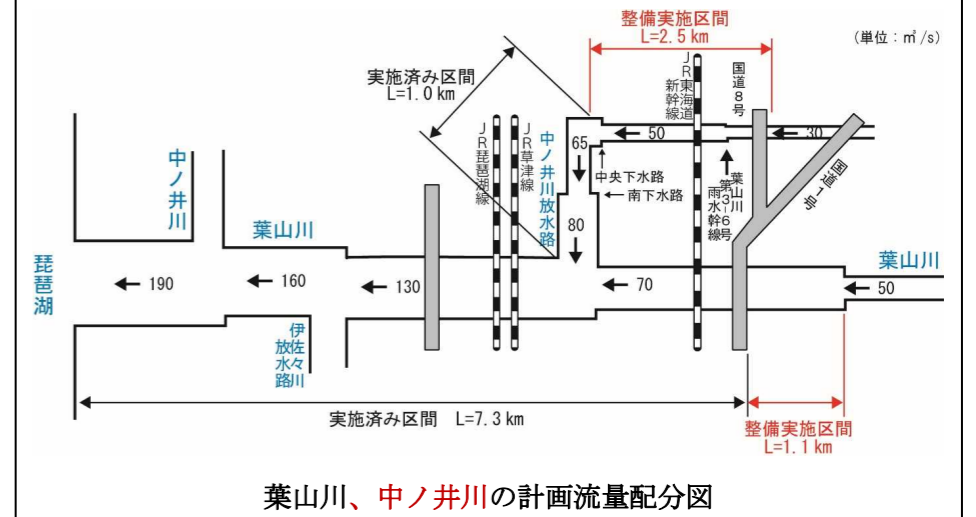 整備実施区間
L=2.5 km
(単位：㎥/s)
実施済み区間
L=1.0 km
JR東海道
新幹線
国道8号
50
30
65
中ノ井川放水路
JR草津線
JR琵琶湖線
中央下水路
南下水路
葉山川
第3-6号
雨水幹線
国道1号
80
中ノ井川
葉山川
葉山川
琵琶湖
190
160
130
70
50
伊佐々川
放水路
実施済み区間 L=7.3 km
整備実施区間
L=1.1 km
葉山川、中ノ井川の計画流量配分図